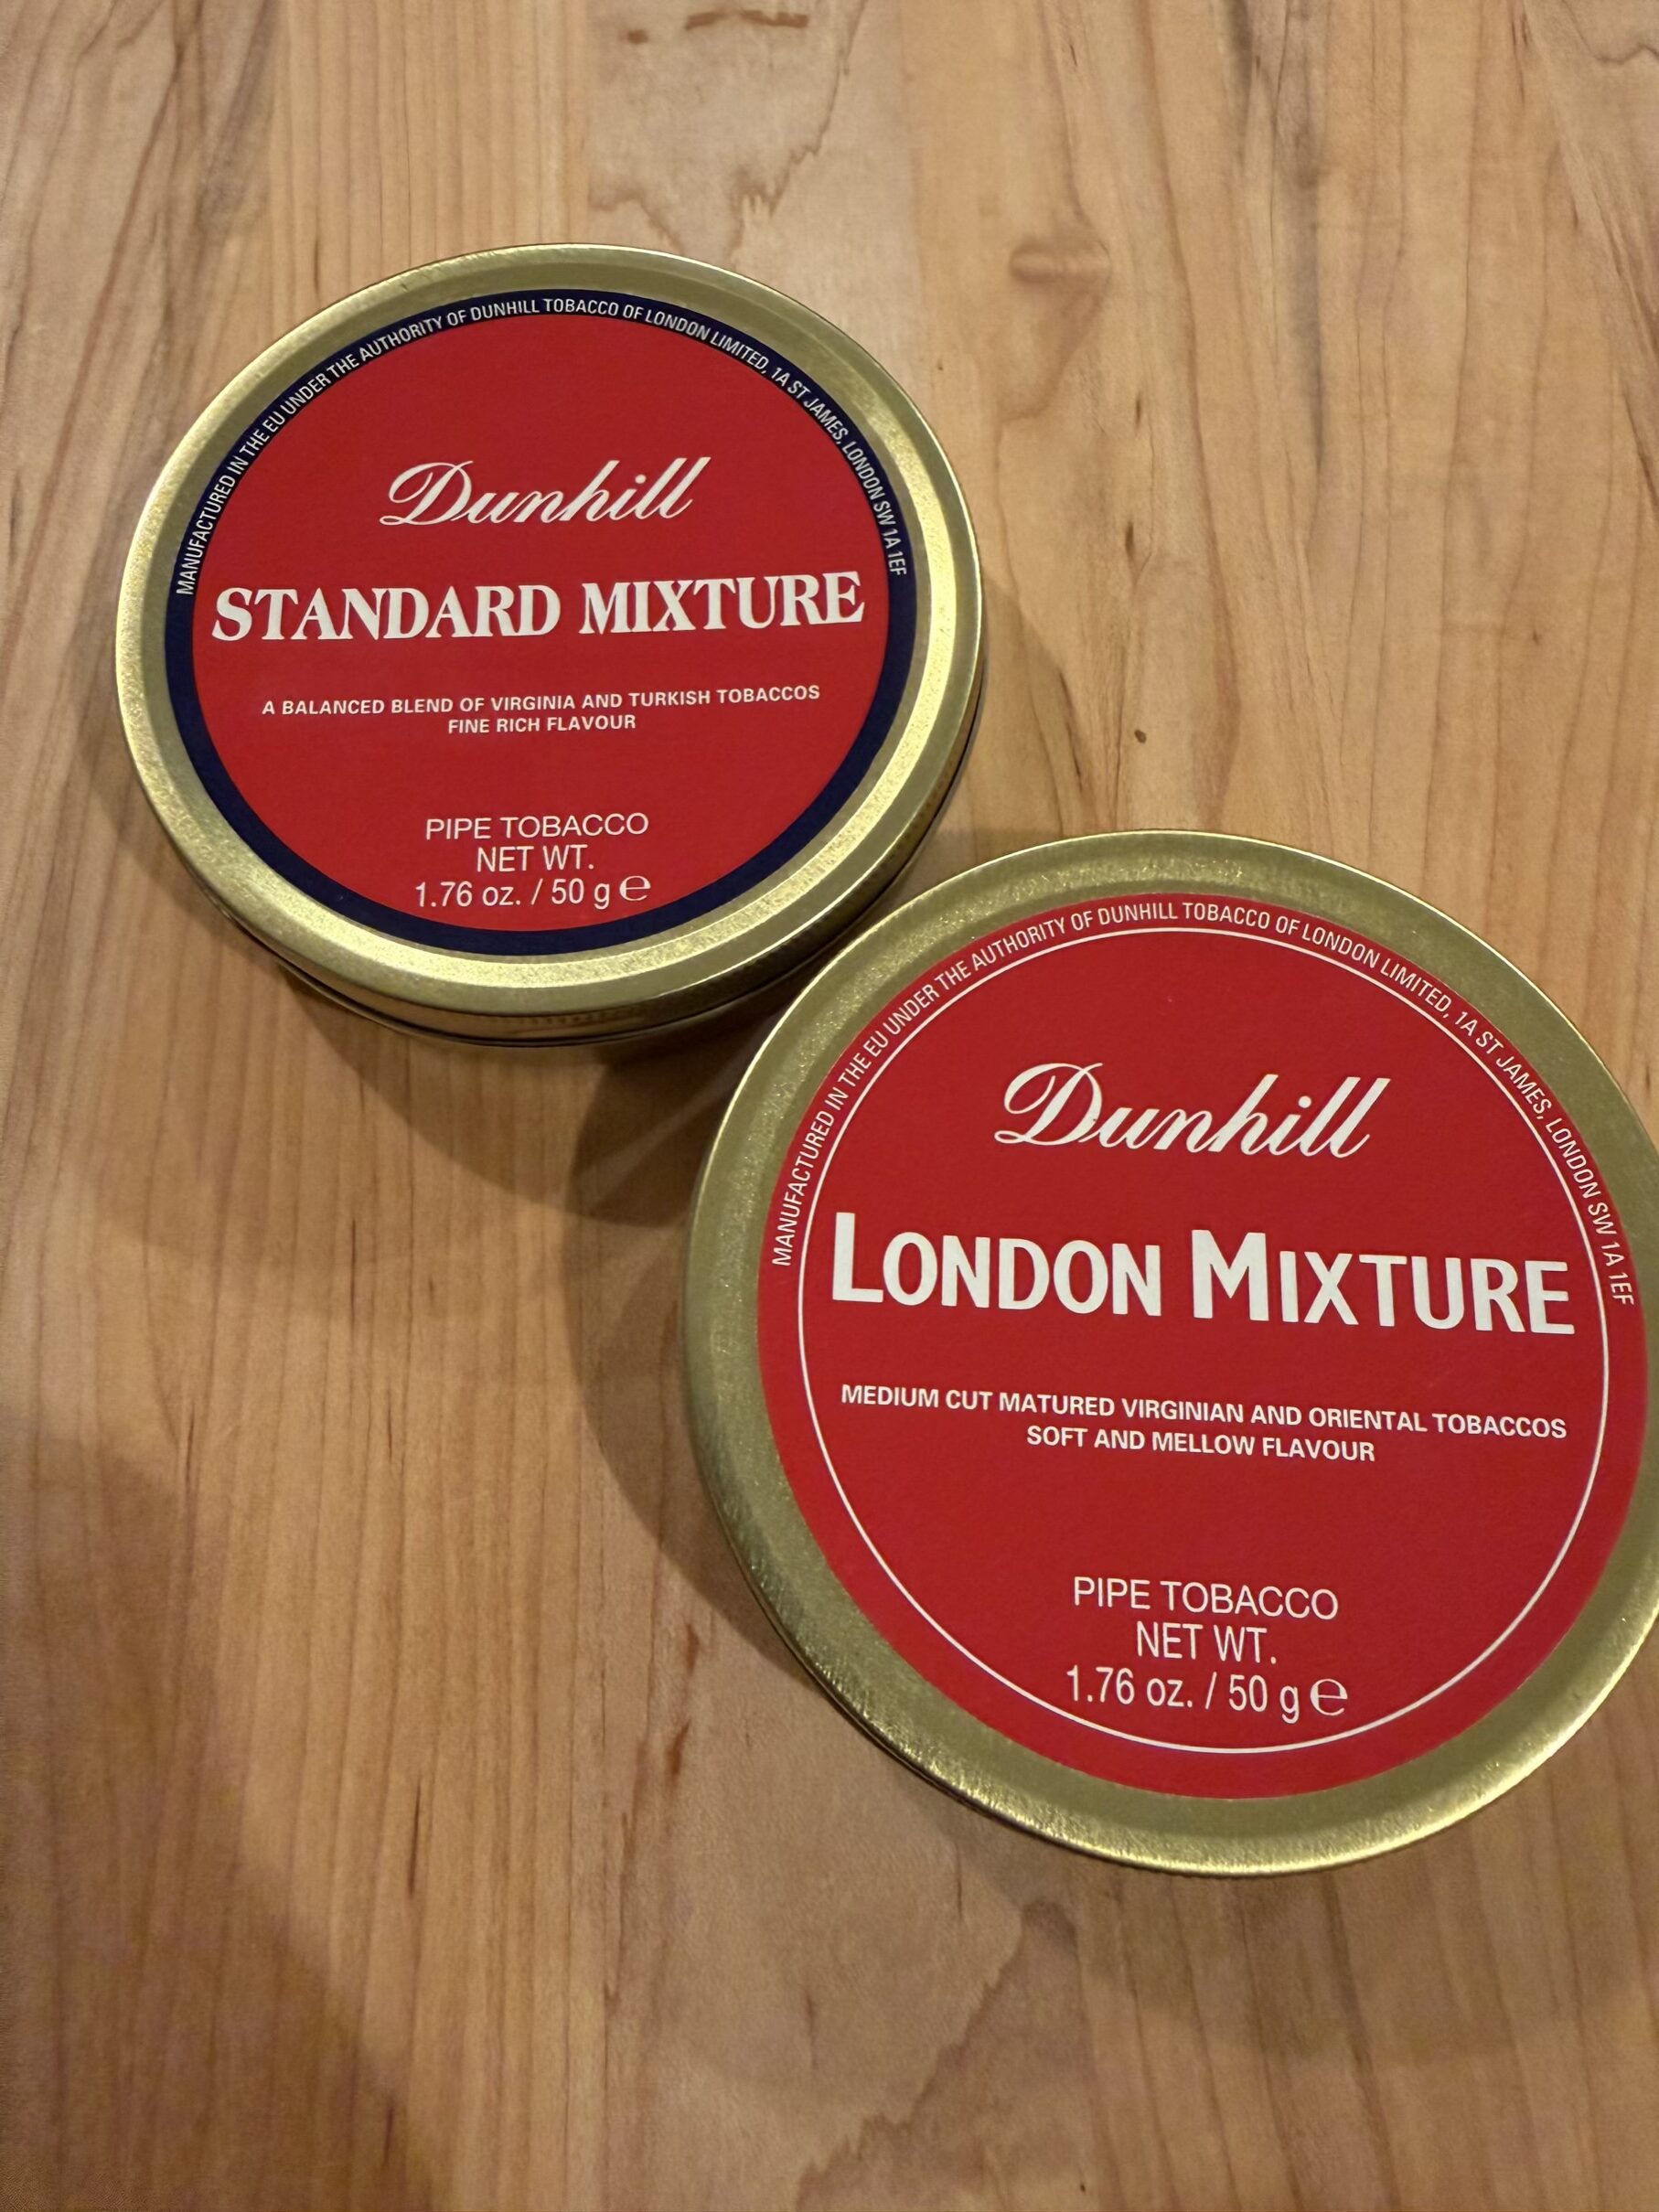 MANUFACTURED IN THE EU UNDER THE AUTHORITY OF DUNHILL TOBACCO OF LONDON LIMITED, 1A ST JAMES, LONDON SW1A 1EF
Dunhill
STANDARD MIXTURE
A BALANCED BLEND OF VIRGINIA AND TURKISH TOBACCOS
FINE RICH FLAVOUR
PIPE TOBACCO
NET WT.
1.76 oz. / 50 g ℮
MANUFACTURED IN THE EU UNDER THE AUTHORITY OF DUNHILL TOBACCO OF LONDON LIMITED, 1A ST JAMES, LONDON SW1A 1EF
Dunhill
LONDON MIXTURE
MEDIUM CUT MATURED VIRGINIAN AND ORIENTAL TOBACCOS
SOFT AND MELLOW FLAVOUR
PIPE TOBACCO
NET WT.
1.76 oz. / 50 g ℮